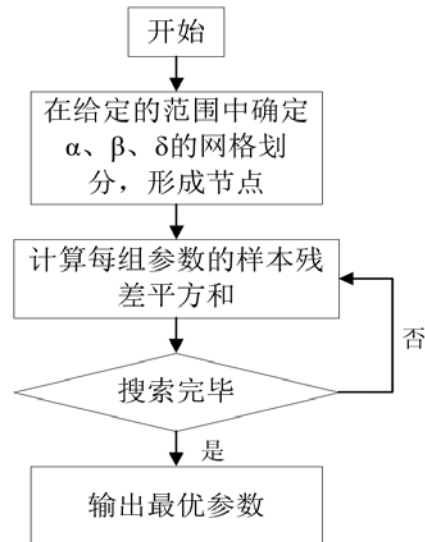 开始
在给定的范围中确定
α、β、δ的网格划
分，形成节点
计算每组参数的样本残
差平方和
否
搜索完毕
是
输出最优参数